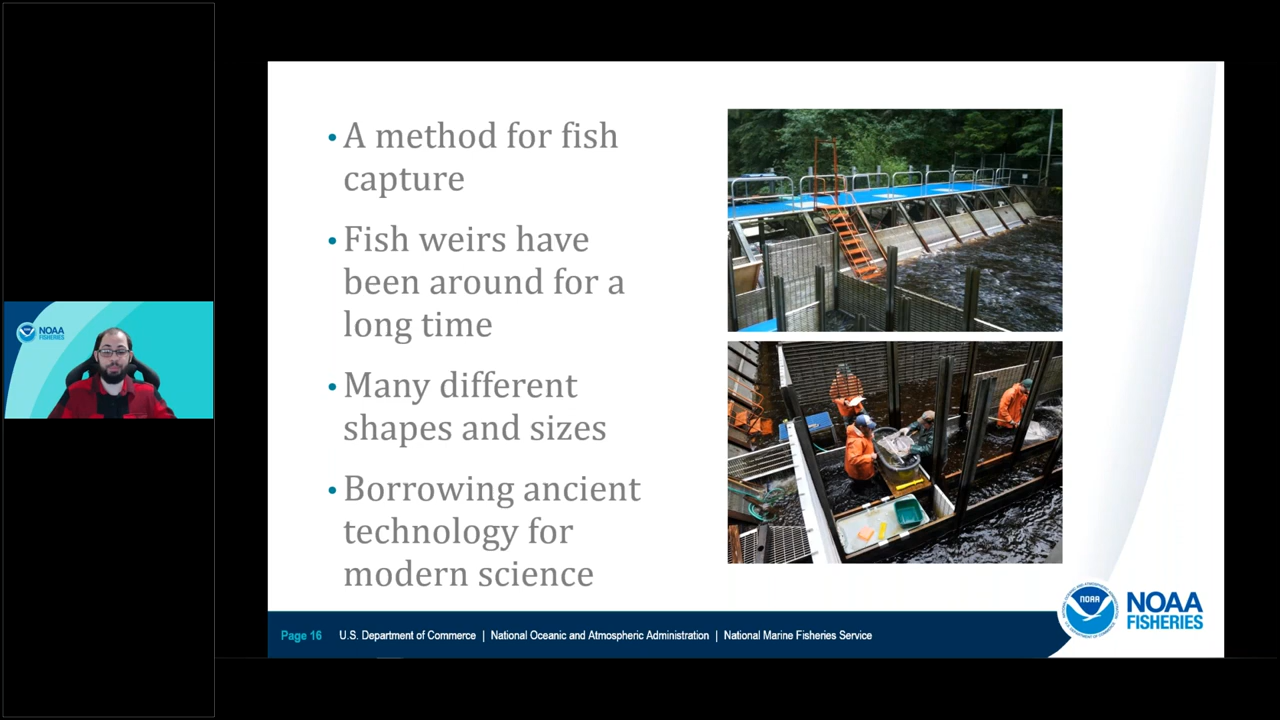 NOAA
FISHERIES
• A method for fish
capture
• Fish weirs have
been around for a
long time
• Many different
shapes and sizes
• Borrowing ancient
technology for
modern science
Page 16 U.S. Department of Commerce | National Oceanic and Atmospheric Administration | National Marine Fisheries Service
NOAA
NOAA
FISHERIES